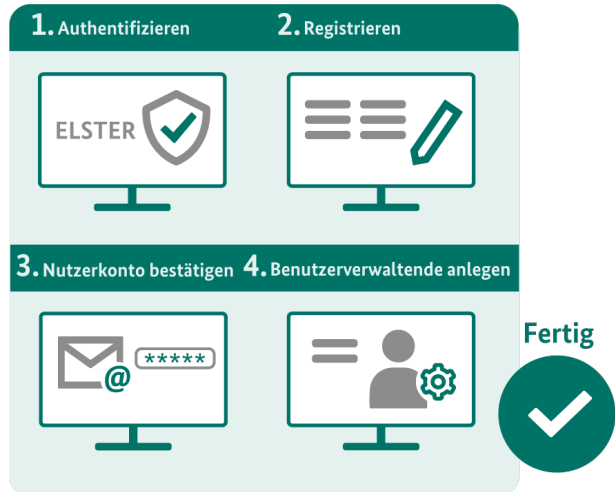 1. Authentifizieren
2. Registrieren
ELSTER
3. Nutzerkonto bestätigen
4. Benutzerverwaltende anlegen
@
*****
Fertig